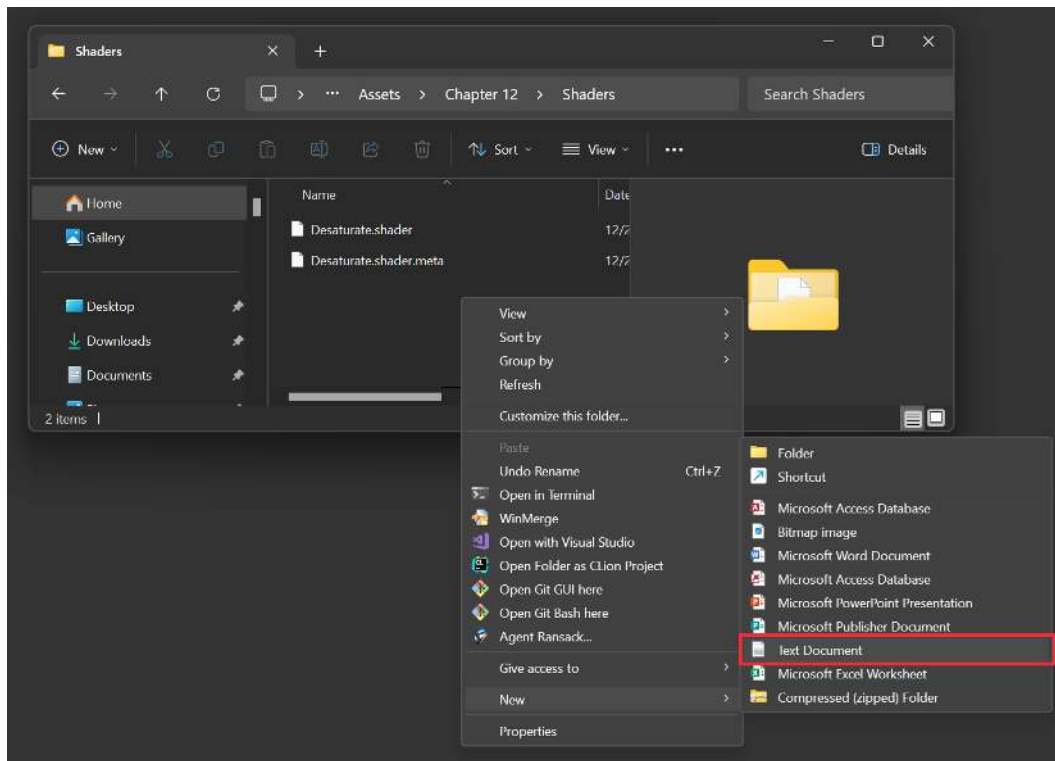 Shaders
Assets > Chapter 12 > Shaders
Search Shaders
New
Sort
View
Details
Home
Gallery
Desktop
Downloads
Documents
Name
Date
Desaturate.shader
12/2
Desaturate.shader.meta
12/2
2 items
View
Sort by
Group by
Refresh
Customize this folder...
Paste
Undo Rename Ctrl+Z
Open in Terminal
WinMerge
Open with Visual Studio
Open Folder as CLion Project
Open Git GUI here
Open Git Bash here
Agent Ransack...
Give access to
New
Properties
Folder
Shortcut
Microsoft Access Database
Bitmap image
Microsoft Word Document
Microsoft Access Database
Microsoft PowerPoint Presentation
Microsoft Publisher Document
Text Document
Microsoft Excel Worksheet
Compressed (zipped) Folder